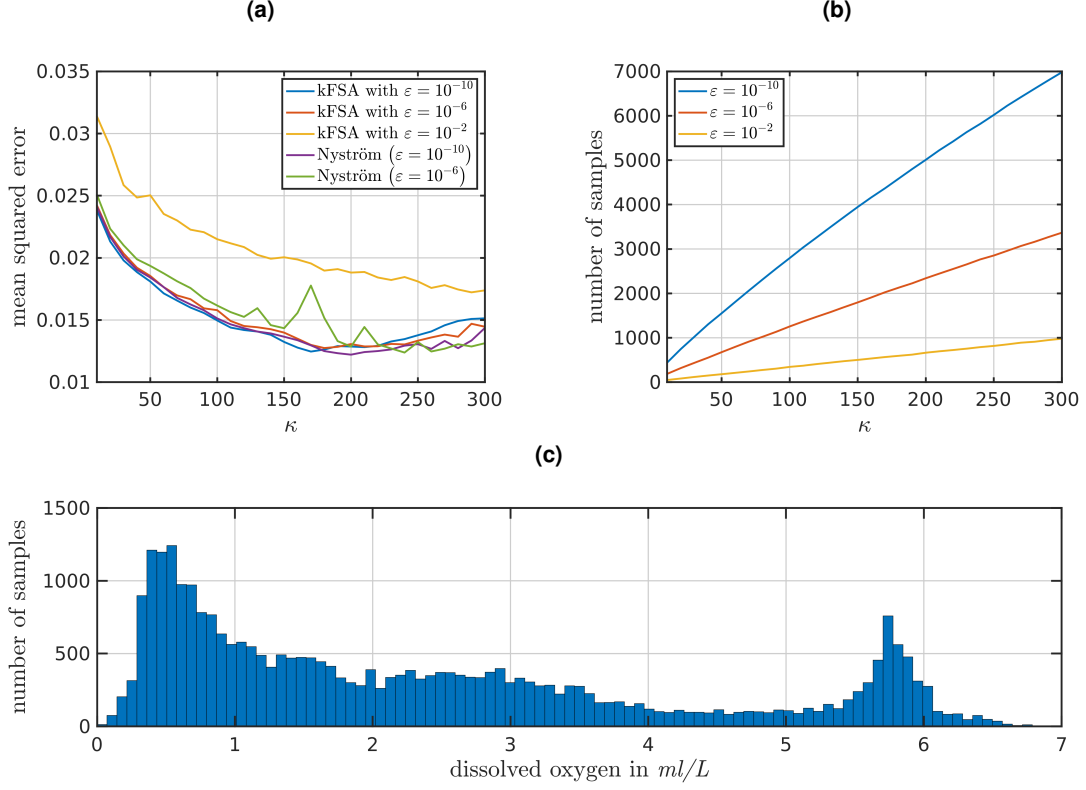 (a)
mean squared error
0.035
0.03
0.025
0.02
0.015
0.01
50 100 150 200 250 300
κ
kFSA with ε = 10⁻¹⁰
kFSA with ε = 10⁻⁶
kFSA with ε = 10⁻²
Nyström (ε = 10⁻¹⁰)
Nyström (ε = 10⁻⁶)
(b)
number of samples
7000
6000
5000
4000
3000
2000
1000
0
50 100 150 200 250 300
κ
ε = 10⁻¹⁰
ε = 10⁻⁶
ε = 10⁻²
(c)
number of samples
1500
1000
500
0
0 1 2 3 4 5 6 7
dissolved oxygen in ml/L